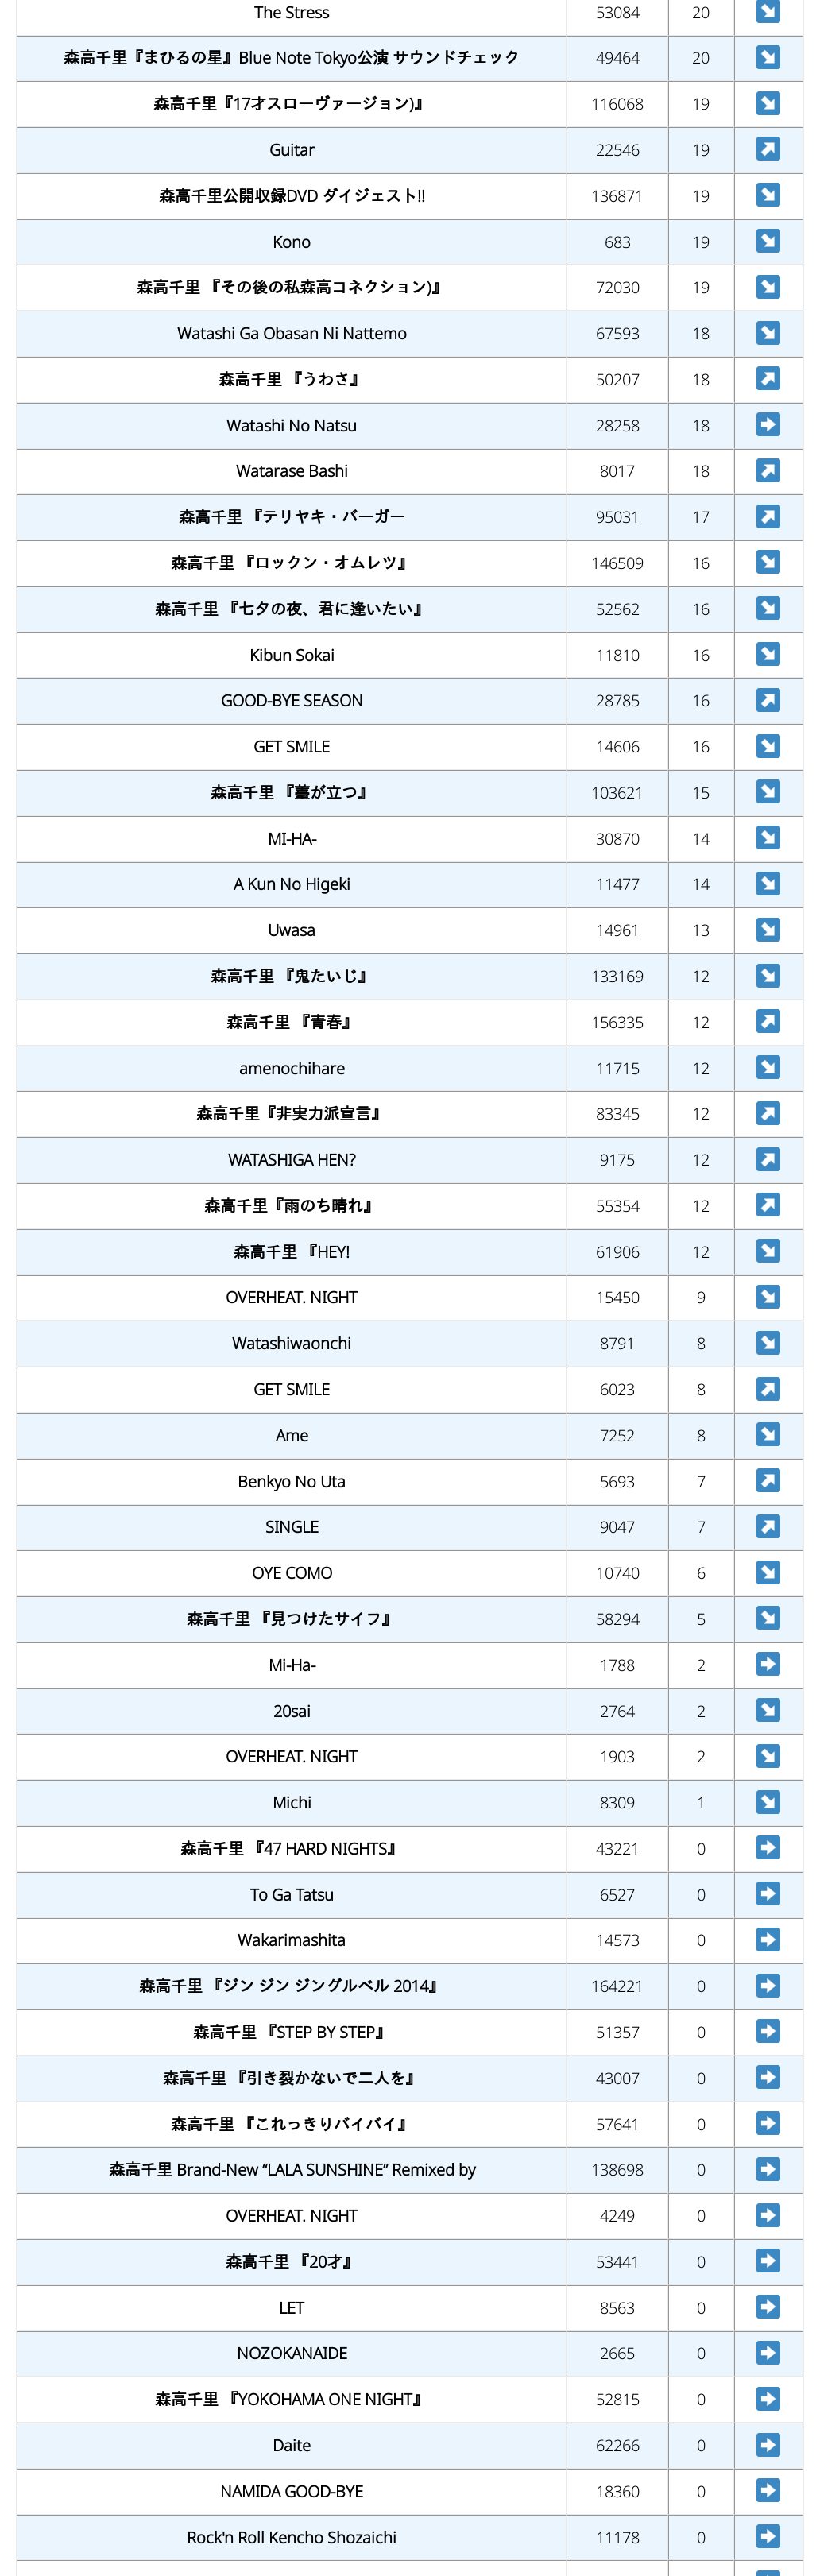 The Stress 53084 20
森高千里『まひるの星』Blue Note Tokyo公演 サウンドチェック 49464 20
森高千里『17才スローヴァージョン)』 116068 19
Guitar 22546 19
森高千里公開収録DVD ダイジェスト!! 136871 19
Kono 683 19
森高千里 『その後の私森高コネクション)』 72030 19
Watashi Ga Obasan Ni Nattemo 67593 18
森高千里 『うわさ』 50207 18
Watashi No Natsu 28258 18
Watarase Bashi 8017 18
森高千里 『テリヤキ・バーガー 95031 17
森高千里 『ロックン・オムレツ』 146509 16
森高千里 『七夕の夜、君に逢いたい』 52562 16
Kibun Sokai 11810 16
GOOD-BYE SEASON 28785 16
GET SMILE 14606 16
森高千里 『薹が立つ』 103621 15
MI-HA- 30870 14
A Kun No Higeki 11477 14
Uwasa 14961 13
森高千里 『鬼たいじ』 133169 12
森高千里 『青春』 156335 12
amenochihare 11715 12
森高千里『非実力派宣言』 83345 12
WATASHIGA HEN? 9175 12
森高千里『雨のち晴れ』 55354 12
森高千里 『HEY! 61906 12
OVERHEAT. NIGHT 15450 9
Watashiwaonchi 8791 8
GET SMILE 6023 8
Ame 7252 8
Benkyo No Uta 5693 7
SINGLE 9047 7
OYE COMO 10740 6
森高千里 『見つけたサイフ』 58294 5
Mi-Ha- 1788 2
20sai 2764 2
OVERHEAT. NIGHT 1903 2
Michi 8309 1
森高千里 『47 HARD NIGHTS』 43221 0
To Ga Tatsu 6527 0
Wakarimashita 14573 0
森高千里 『ジン ジン ジングルベル 2014』 164221 0
森高千里 『STEP BY STEP』 51357 0
森高千里 『引き裂かないで二人を』 43007 0
森高千里 『これっきりバイバイ』 57641 0
森高千里 Brand-New “LALA SUNSHINE” Remixed by 138698 0
OVERHEAT. NIGHT 4249 0
森高千里 『20才』 53441 0
LET 8563 0
NOZOKANAIDE 2665 0
森高千里 『YOKOHAMA ONE NIGHT』 52815 0
Daite 62266 0
NAMIDA GOOD-BYE 18360 0
Rock'n Roll Kencho Shozaichi 11178 0